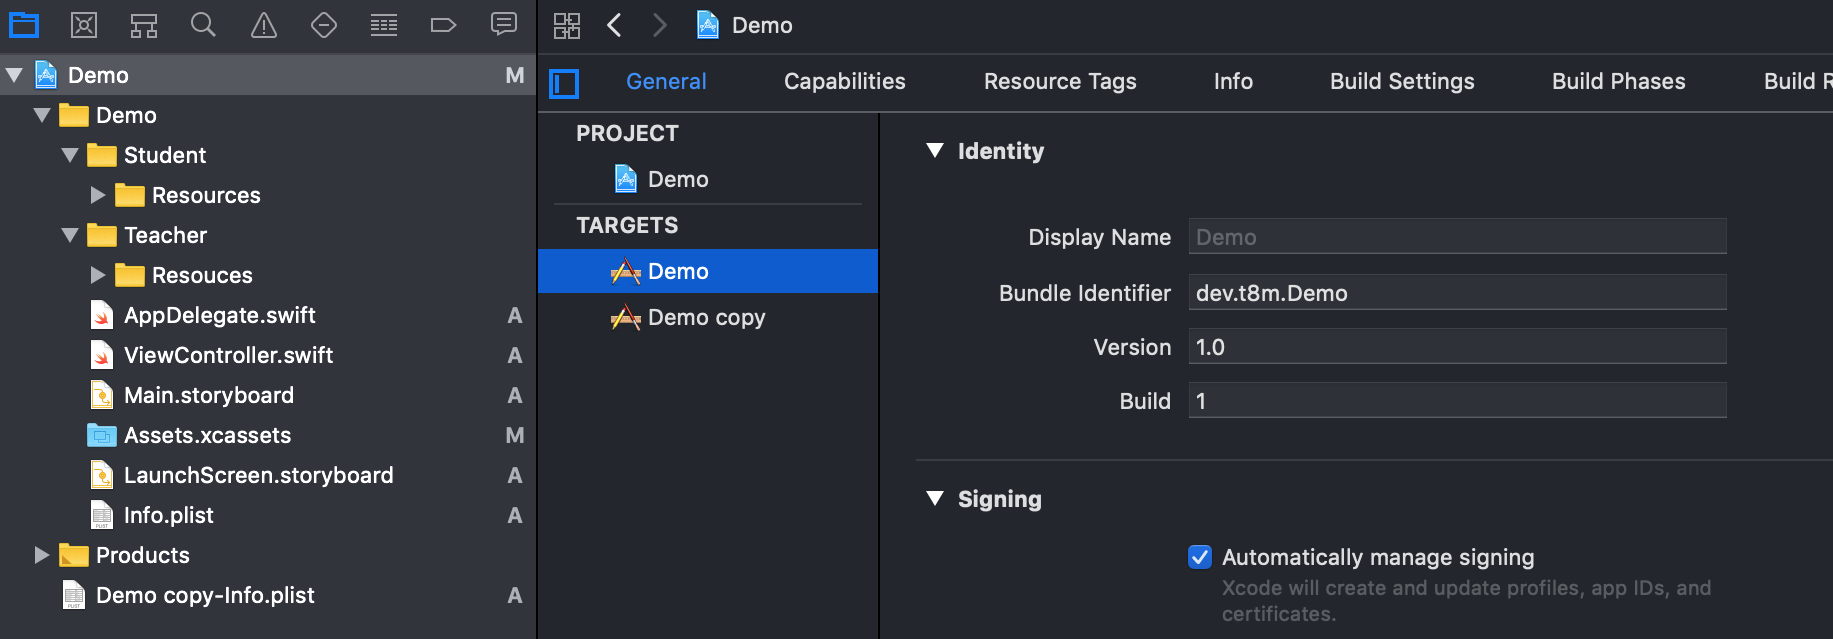 Demo M
Demo
Student
Resources
Teacher
Resouces
AppDelegate.swift A
ViewController.swift A
Main.storyboard A
Assets.xcassets M
LaunchScreen.storyboard A
Info.plist A
Products
Demo copy-Info.plist A
Demo
General Capabilities Resource Tags Info Build Settings Build Phases Build R
PROJECT
Demo
TARGETS
Demo
Demo copy
Identity
Display Name Demo
Bundle Identifier dev.t8m.Demo
Version 1.0
Build 1
Signing
Automatically manage signing
Xcode will create and update profiles, app IDs, and
certificates.